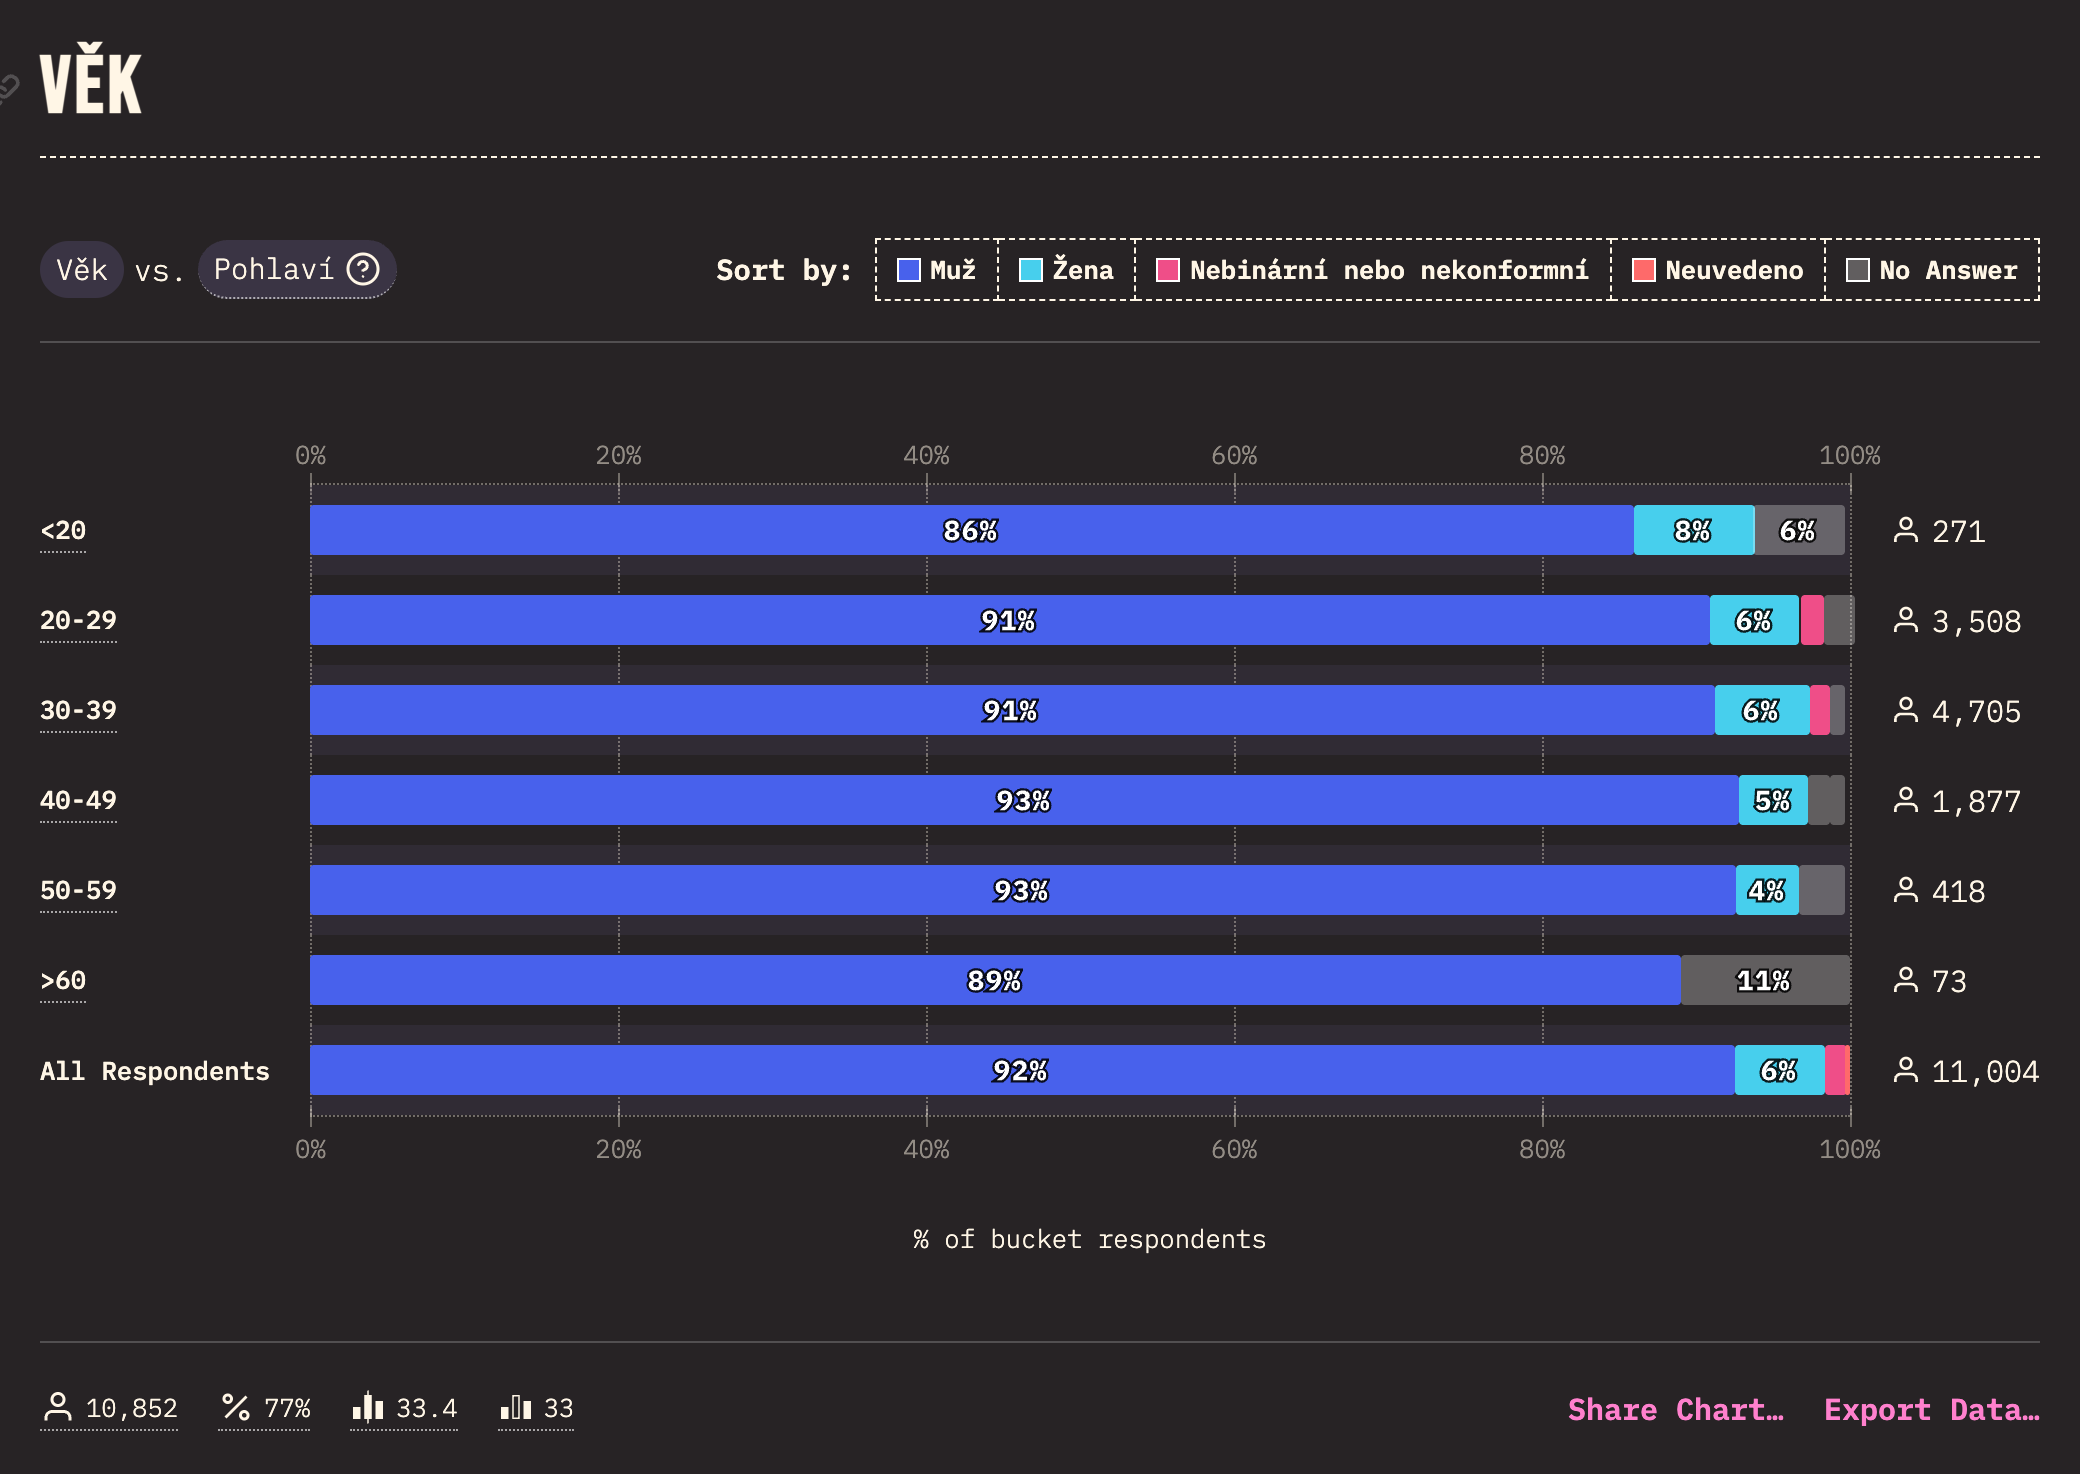 VĚK
Věk vs. Pohlaví ?
Sort by: Muž Žena Nebinární nebo nekonformní Neuvedeno No Answer
0% 20% 40% 60% 80% 100%
<20 86% 8% 6% 271
20-29 91% 6% 3,508
30-39 91% 6% 4,705
40-49 93% 5% 1,877
50-59 93% 4% 418
>60 89% 11% 73
All Respondents 92% 6% 11,004
0% 20% 40% 60% 80% 100%
% of bucket respondents
10,852 77% 33.4 33 Share Chart… Export Data…